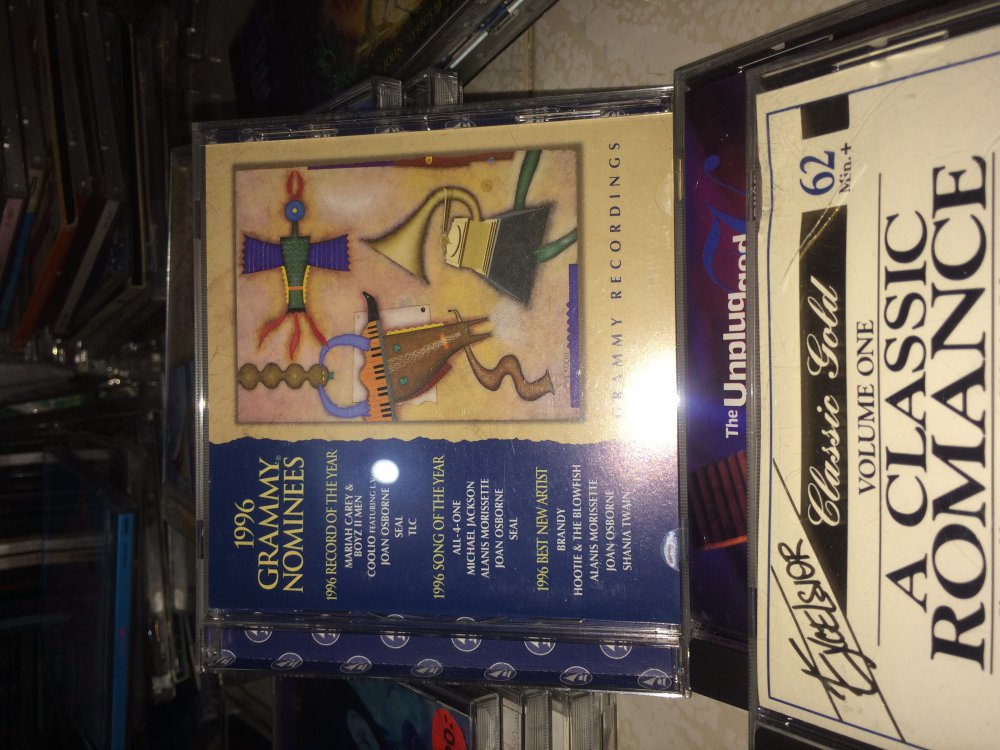 1996
GRAMMY®
NOMINEES
1996 RECORD OF THE YEAR
MARIAH CAREY &
BOYZ II MEN
COOLIO FEATURING L.V.
JOAN OSBORNE
SEAL
TLC
1996 SONG OF THE YEAR
ALL-4-ONE
MICHAEL JACKSON
ALANIS MORISSETTE
JOAN OSBORNE
SEAL
1996 BEST NEW ARTIST
BRANDY
HOOTIE & THE BLOWFISH
ALANIS MORISSETTE
JOAN OSBORNE
SHANIA TWAIN
GRAMMY RECORDINGS
The Unplugged
EXCELSIOR
Classic Gold
62
Min.+
VOLUME ONE
A CLASSIC
ROMANCE